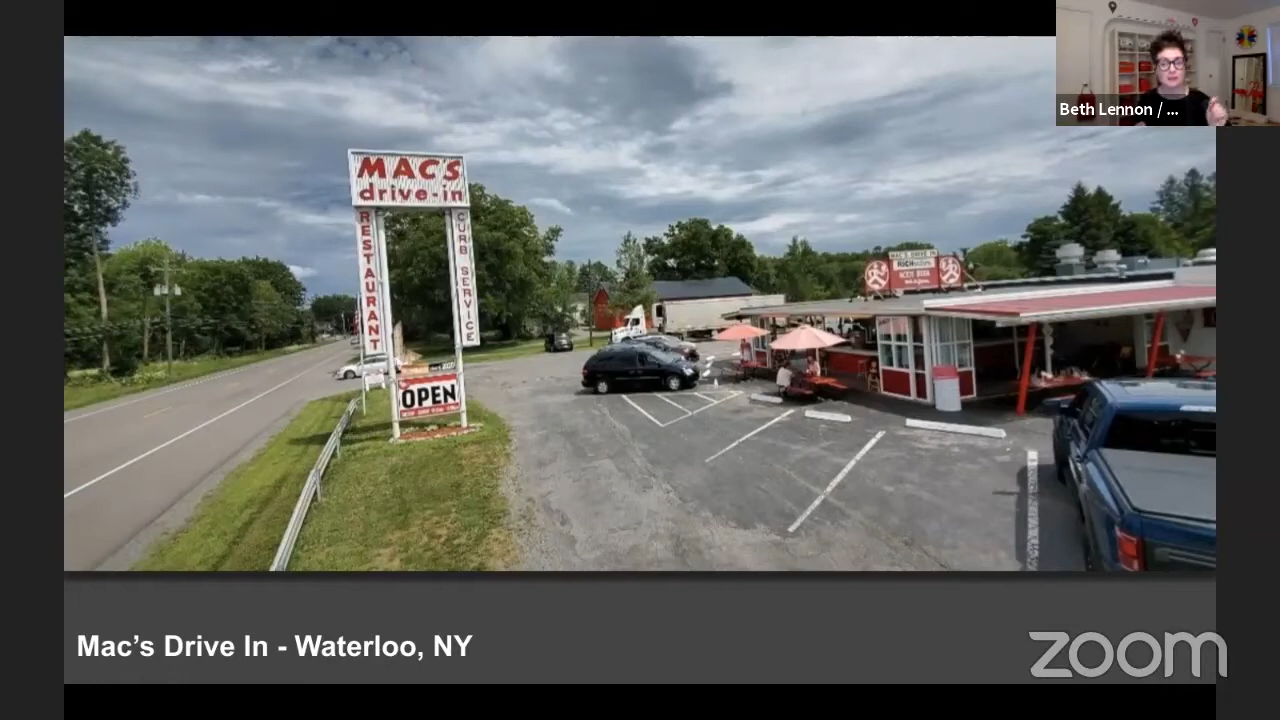 Beth Lennon / ...
MAC'S
drive-in
RESTAURANT
CURB SERVICE
OPEN
MAC'S DRIVE IN
RICHARDSON
ROOT BEER
Mac's Drive In - Waterloo, NY
zoom